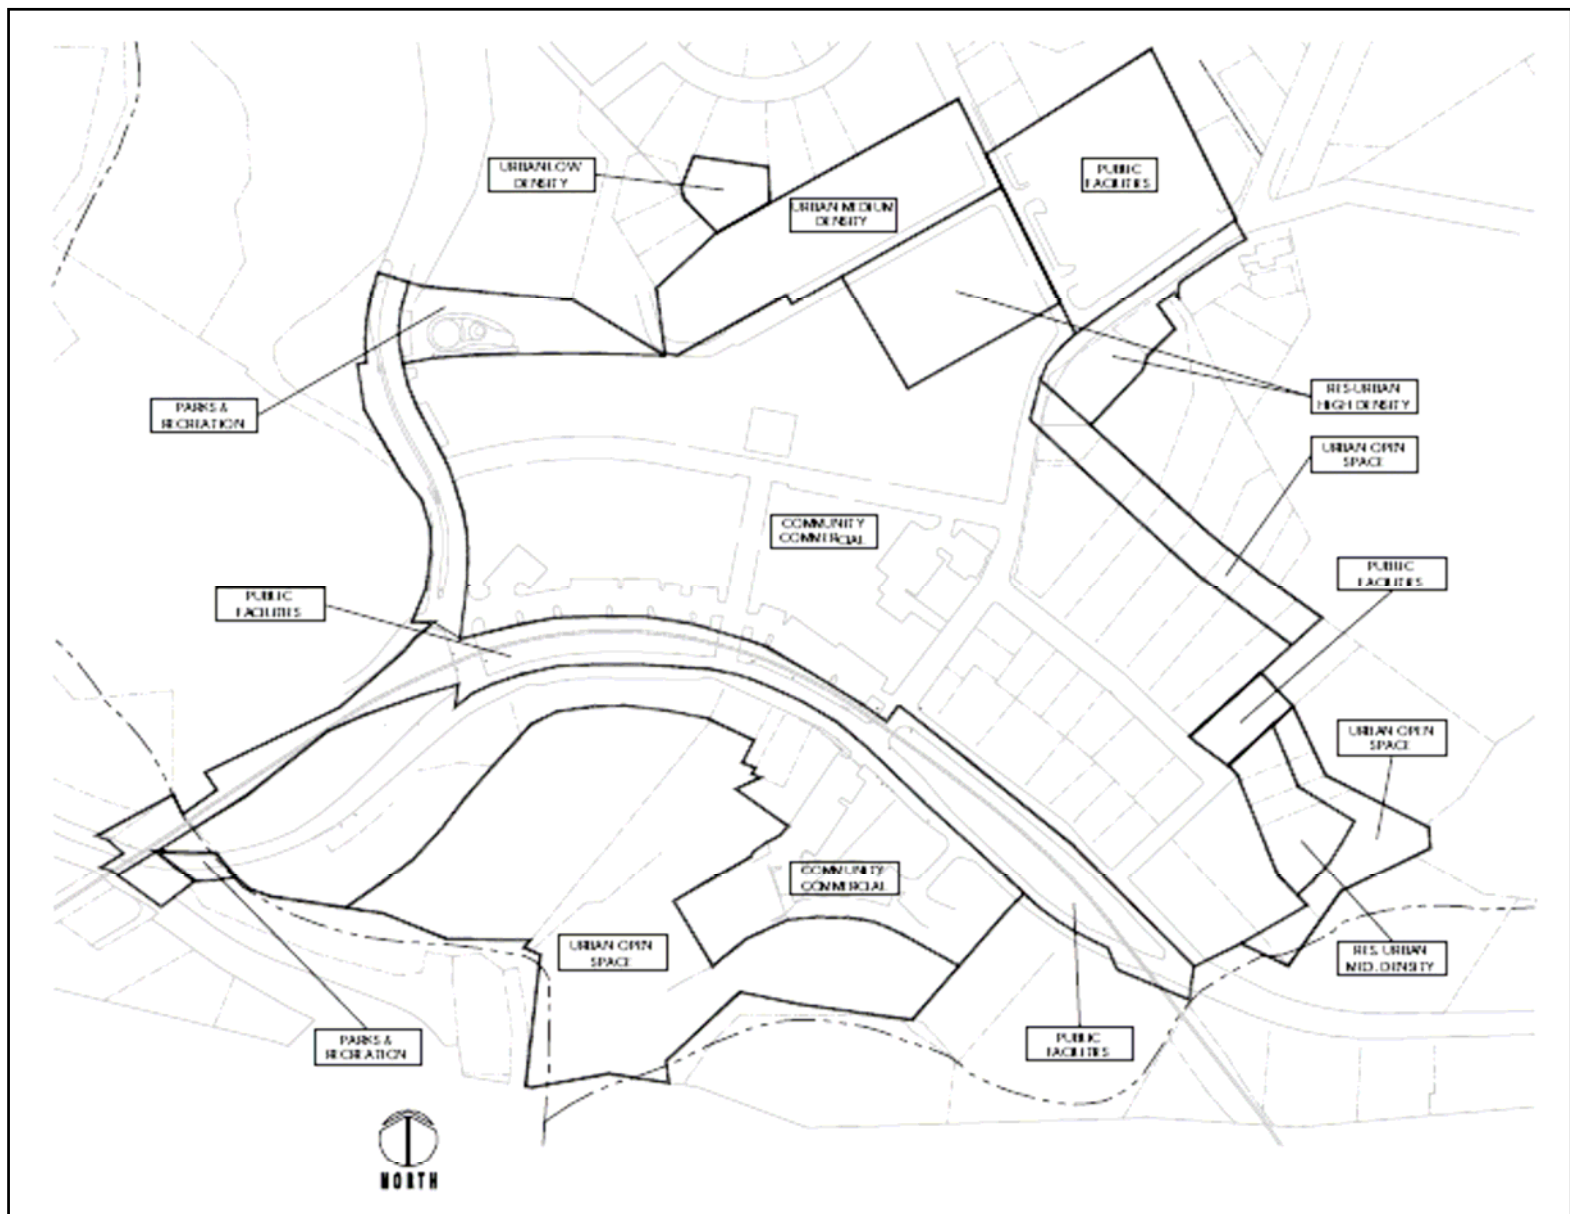 URBAN LOW
DENSITY
PUBLIC
FACILITIES
URBAN MEDIUM
DENSITY
PARKS &
RECREATION
RES-URBAN
HIGH DENSITY
URBAN OPEN
SPACE
COMMUNITY
COMMERCIAL
PUBLIC
FACILITIES
PUBLIC
FACILITIES
URBAN OPEN
SPACE
COMMUNITY
COMMERCIAL
URBAN OPEN
SPACE
RES. URBAN
MED. DENSITY
PARKS &
RECREATION
PUBLIC
FACILITIES
NORTH